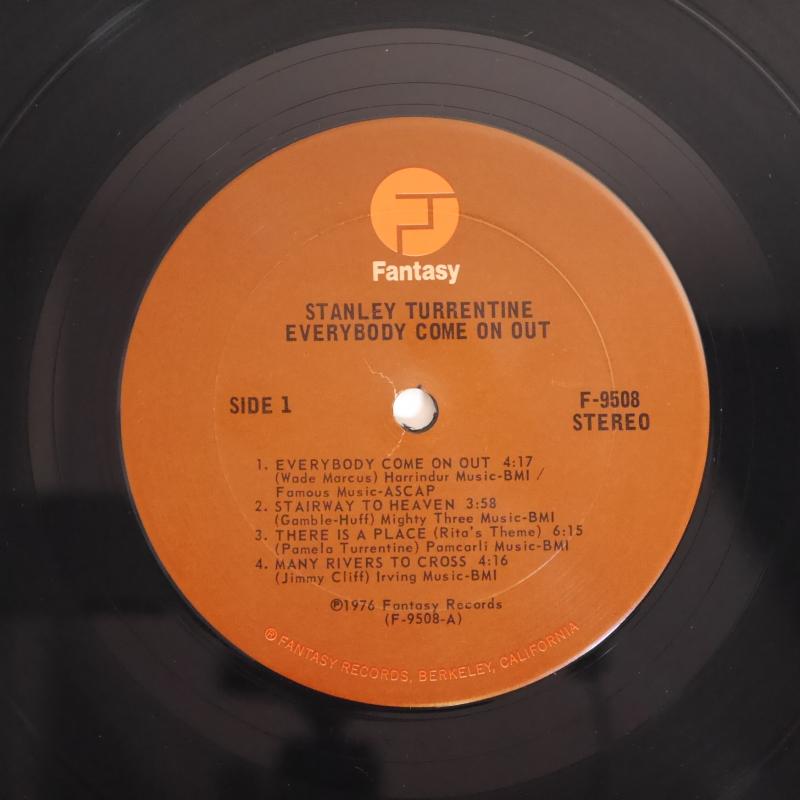 Fantasy
STANLEY TURRENTINE
EVERYBODY COME ON OUT
SIDE 1
F-9508
STEREO
1. EVERYBODY COME ON OUT 4:17
(Wade Marcus) Harrindur Music-BMI /
Famous Music-ASCAP
2. STAIRWAY TO HEAVEN 3:58
(Gamble-Huff) Mighty Three Music-BMI
3. THERE IS A PLACE (Rita's Theme) 6:15
(Pamela Turrentine) Pamcarli Music-BMI
4. MANY RIVERS TO CROSS 4:16
(Jimmy Cliff) Irving Music-BMI
℗1976 Fantasy Records
(F-9508-A)
® FANTASY RECORDS, BERKELEY, CALIFORNIA